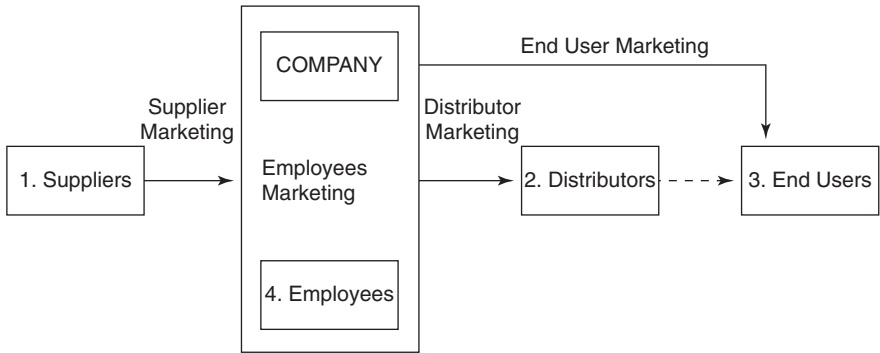 COMPANY
End User Marketing
Supplier
Marketing
Distributor
Marketing
1. Suppliers
Employees
Marketing
2. Distributors
3. End Users
4. Employees